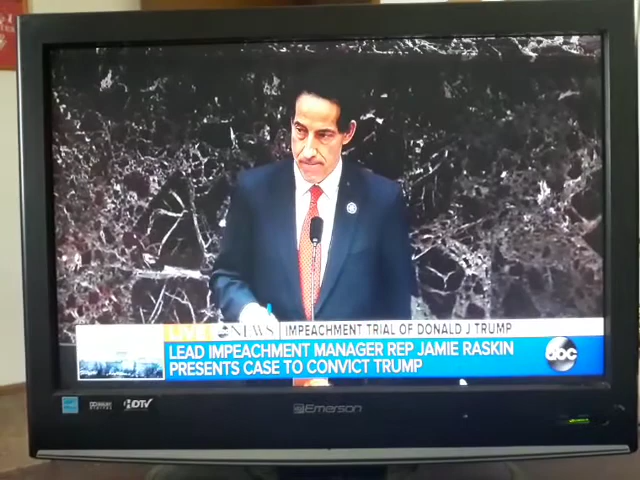 LIVE abc NEWS IMPEACHMENT TRIAL OF DONALD J TRUMP
LEAD IMPEACHMENT MANAGER REP JAMIE RASKIN
PRESENTS CASE TO CONVICT TRUMP
abc
HDTV
Emerson